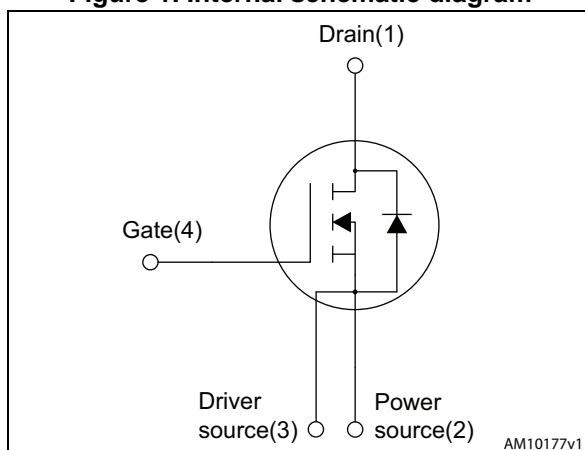 Figure 1. Internal schematic diagram
Drain(1)
Gate(4)
Driver
source(3)
Power
source(2)
AM10177v1